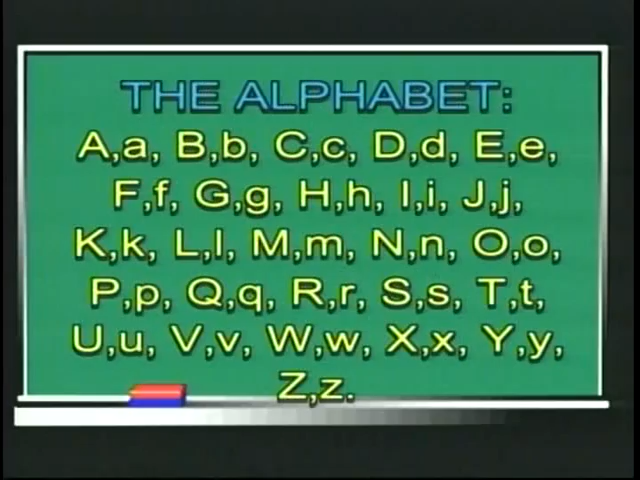 THE ALPHABET:
A,a, B,b, C,c, D,d, E,e,
F,f, G,g, H,h, I,i, J,j,
K,k, L,l, M,m, N,n, O,o,
P,p, Q,q, R,r, S,s, T,t,
U,u, V,v, W,w, X,x, Y,y,
Z,z.